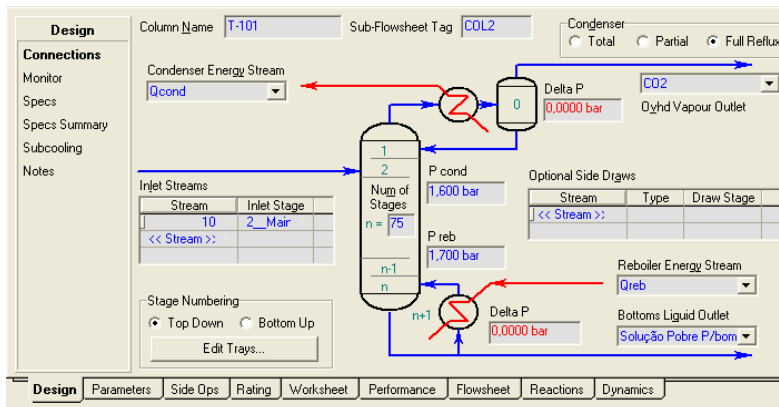 Design
Connections
Monitor
Specs
Specs Summary
Subcooling
Notes
Column Name T-101 Sub-Flowsheet Tag COL2
Condenser
Total Partial Full Reflux
Condenser Energy Stream
Qcond
0
Delta P
0,0000 bar
CO2
Ovhd Vapour Outlet
Inlet Streams
Stream Inlet Stage
10 2__Mair
<< Stream >>
1
2
Num of
Stages
n = 75
n-1
n
n+1
P cond
1,600 bar
P reb
1,700 bar
Optional Side Draws
Stream Type Draw Stage
<< Stream >>
Stage Numbering
Top Down Bottom Up
Edit Trays...
Delta P
0,0000 bar
Reboiler Energy Stream
Qreb
Bottoms Liquid Outlet
Solução Pobre P/bom
Design Parameters Side Ops Rating Worksheet Performance Flowsheet Reactions Dynamics